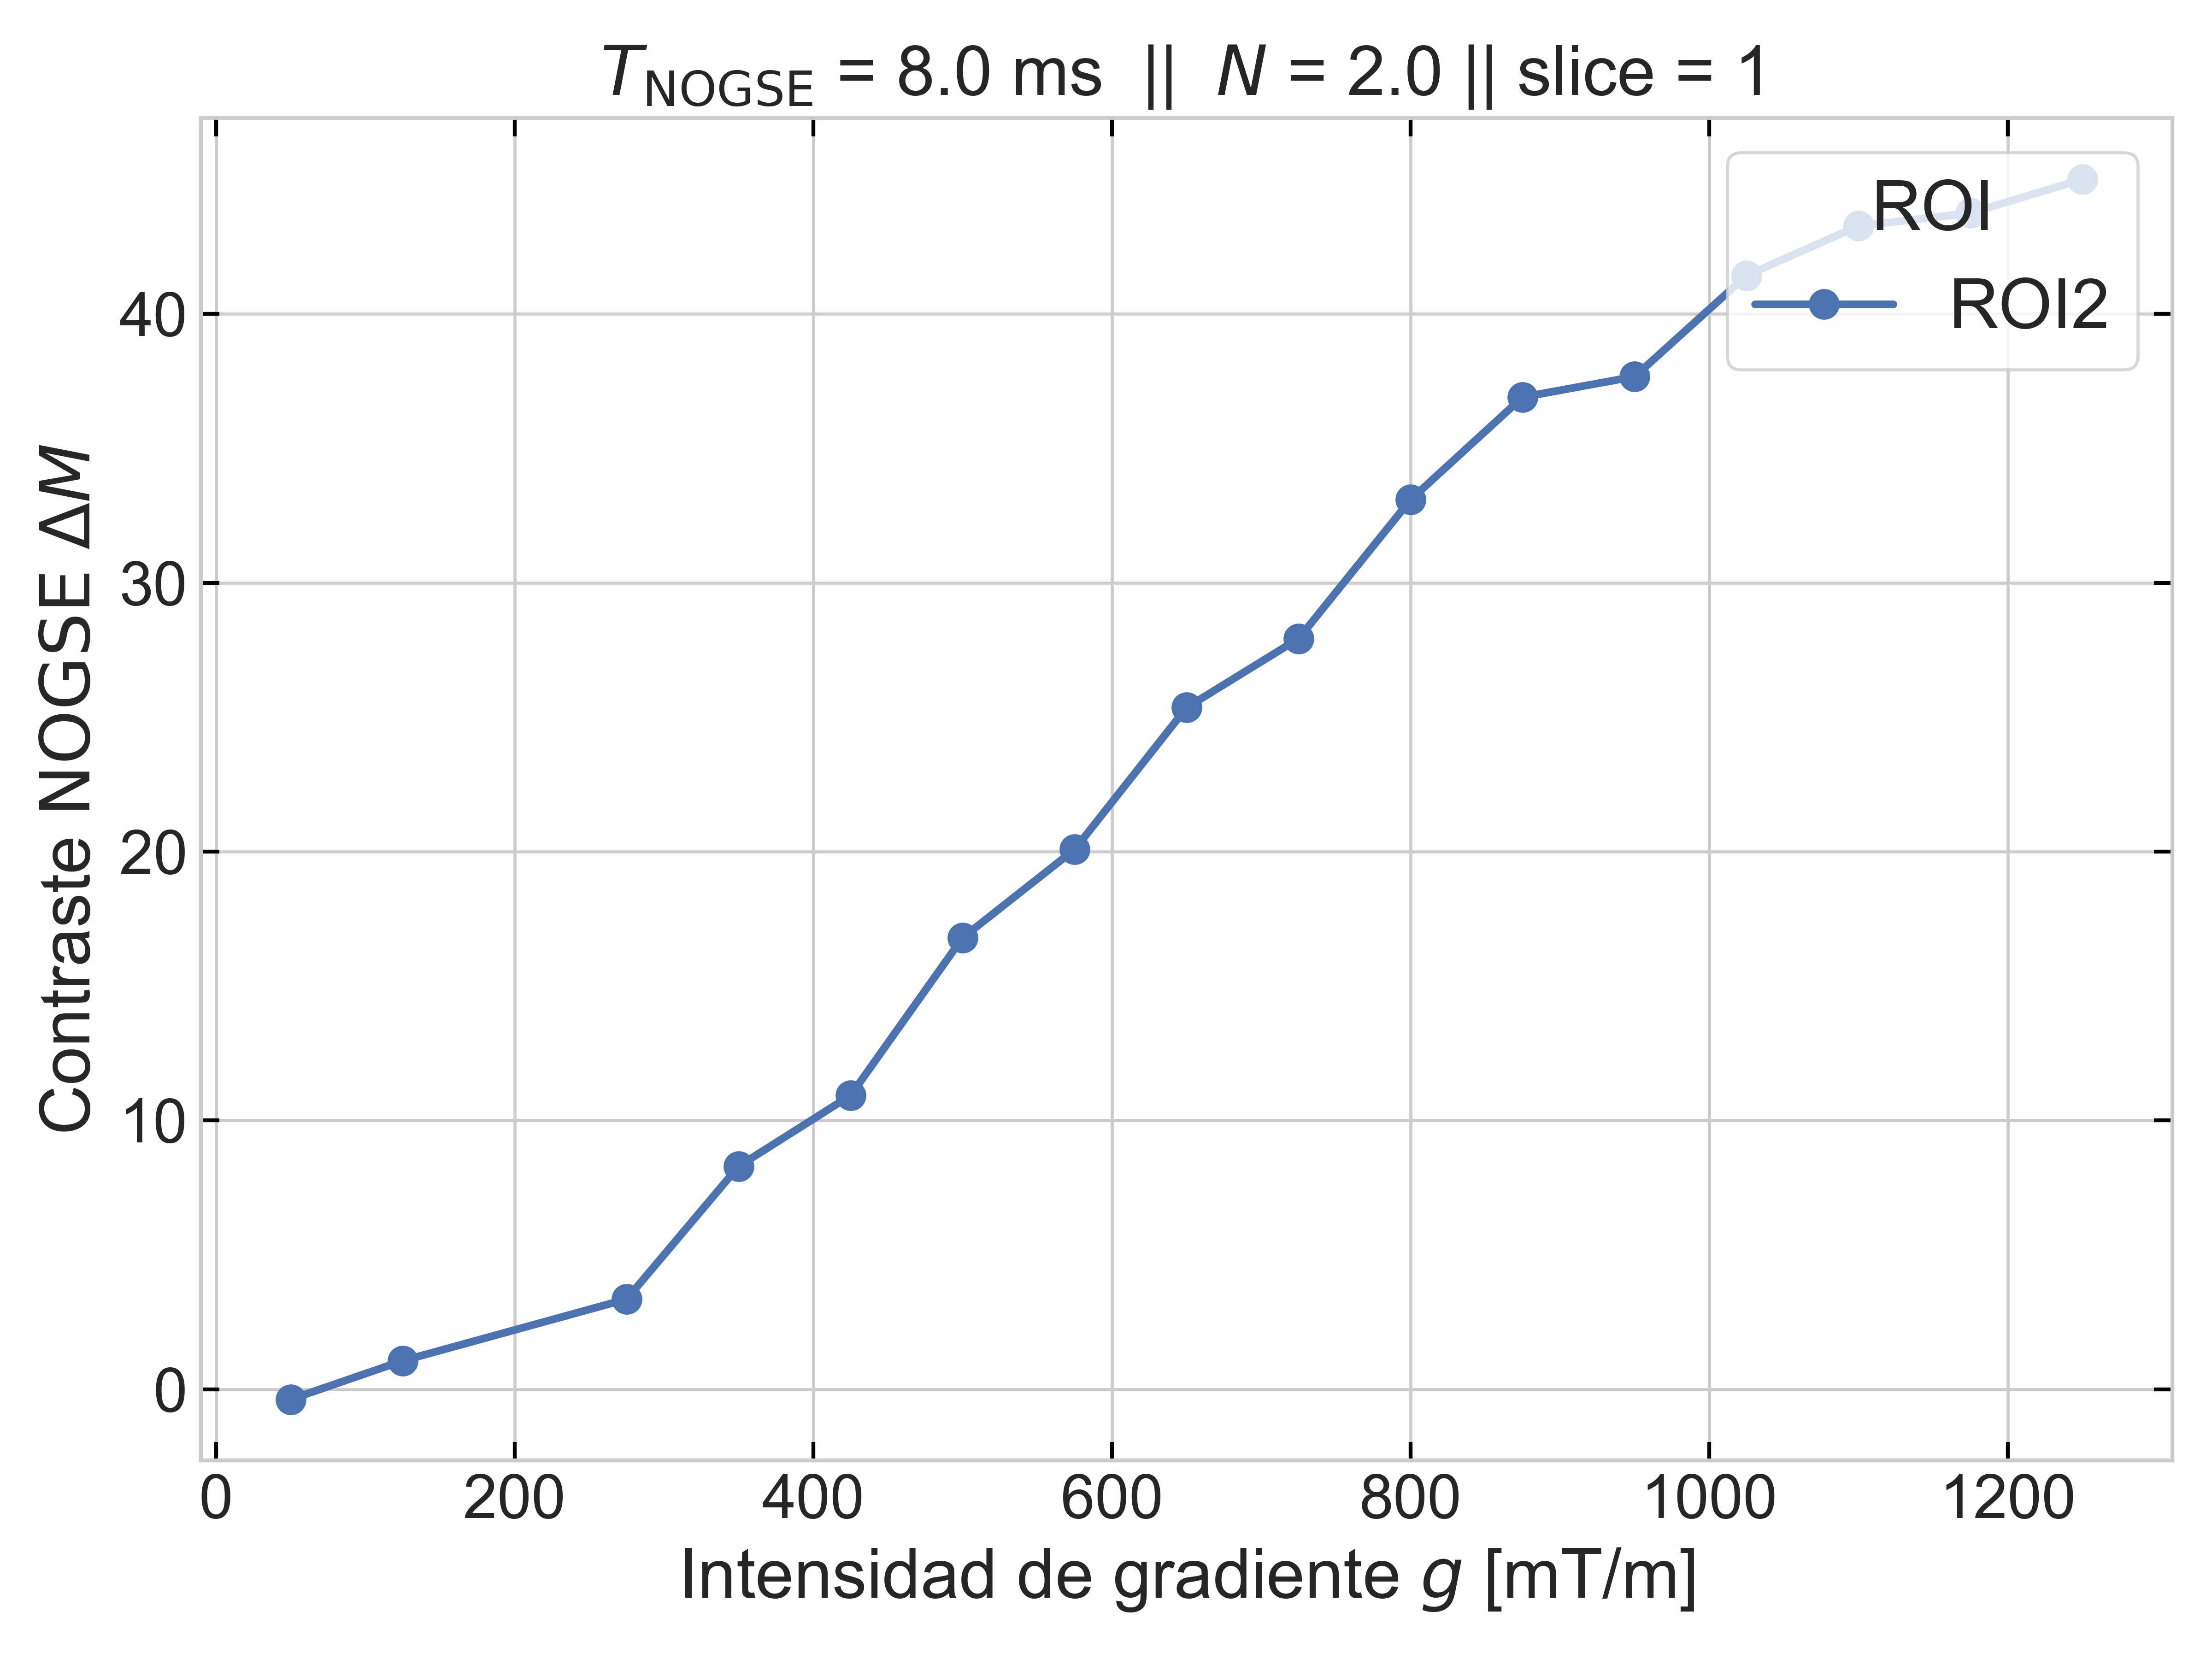 T_NOGSE = 8.0 ms || N = 2.0 || slice = 1
ROI
ROI2
Contraste NOGSE ΔM
40
30
20
10
0
0 200 400 600 800 1000 1200
Intensidad de gradiente g [mT/m]